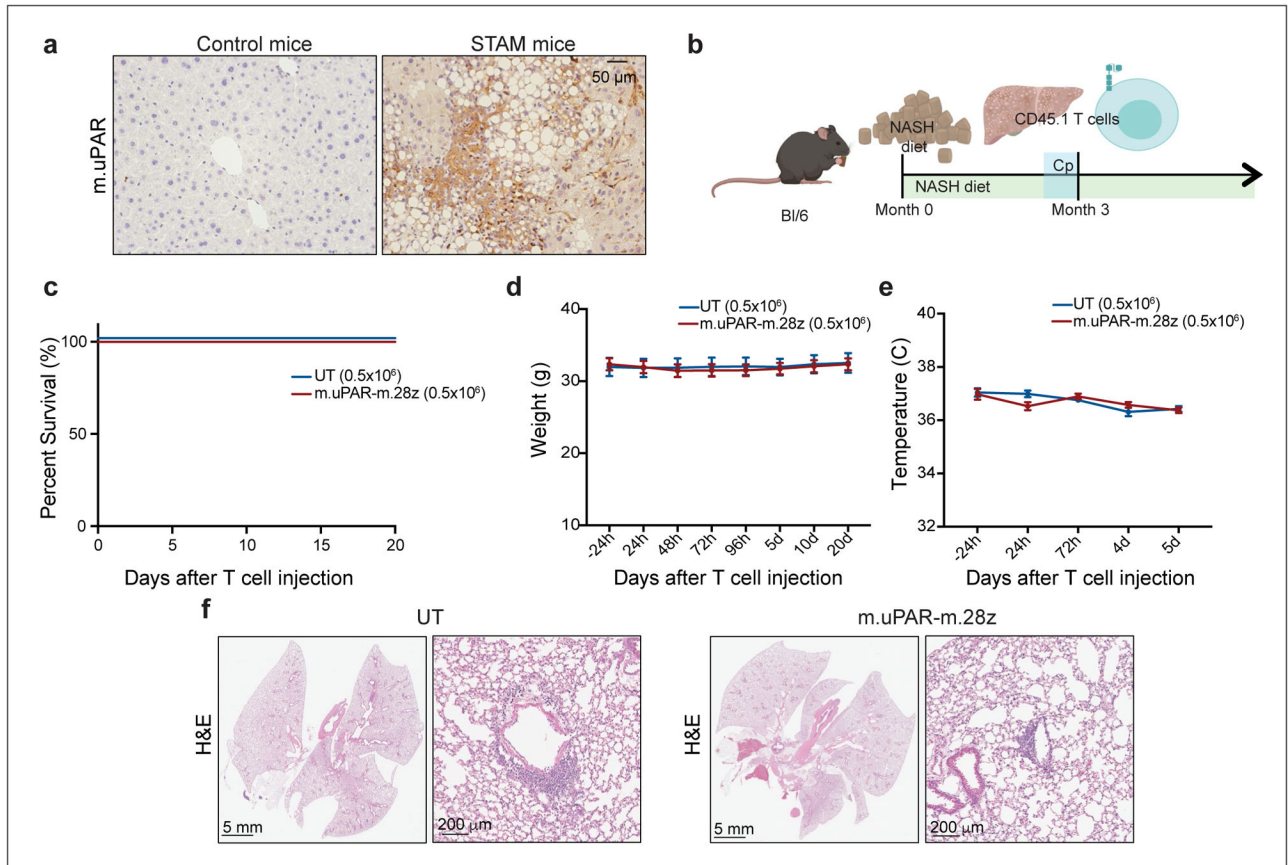 a
Control mice
STAM mice
m.uPAR
50 µm
b
NASH
diet
CD45.1 T cells
Cp
NASH diet
Month 0
Month 3
Bl/6
c
Percent Survival (%)
100
50
0
UT (0.5x10⁶)
m.uPAR-m.28z (0.5x10⁶)
0 5 10 15 20
Days after T cell injection
d
Weight (g)
40
30
20
10
UT (0.5x10⁶)
m.uPAR-m.28z (0.5x10⁶)
-24h 24h 48h 72h 96h 5d 10d 20d
Days after T cell injection
e
Temperature (C)
40
38
36
34
32
UT (0.5x10⁶)
m.uPAR-m.28z (0.5x10⁶)
-24h 24h 72h 4d 5d
Days after T cell injection
f
UT
H&E
5 mm
200 µm
m.uPAR-m.28z
H&E
5 mm
200 µm